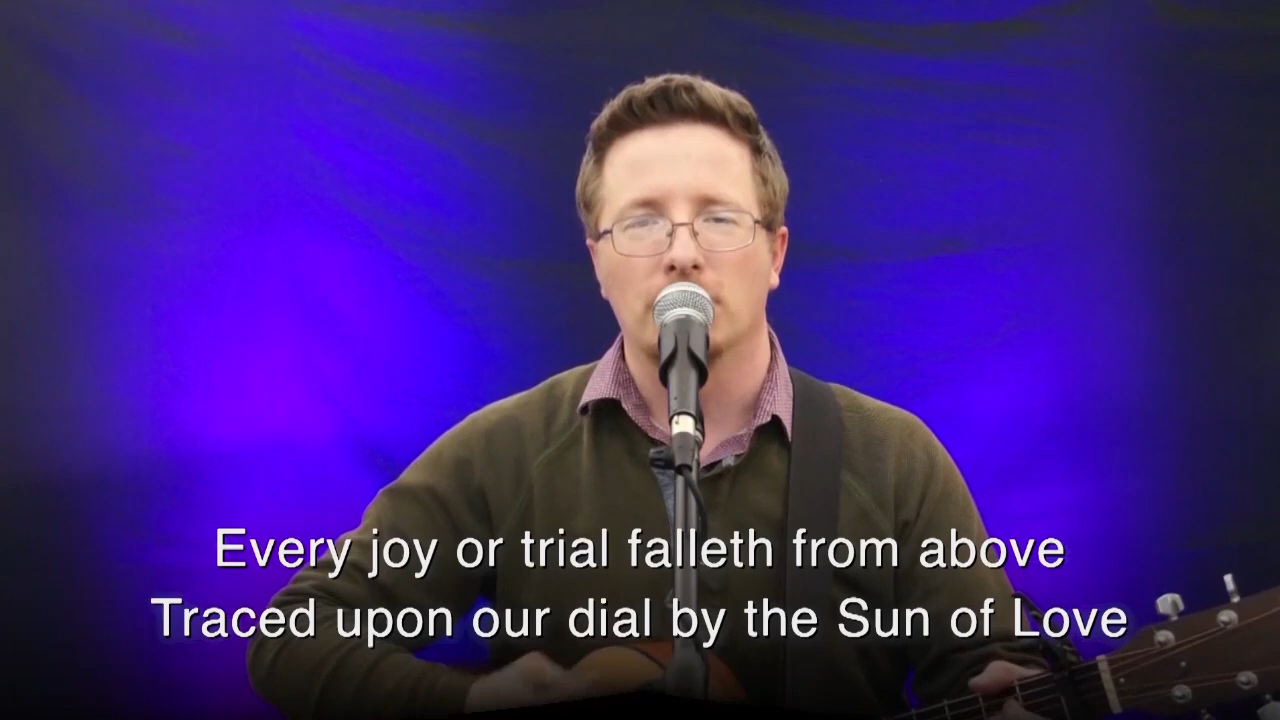 Every joy or trial falleth from above
Traced upon our dial by the Sun of Love